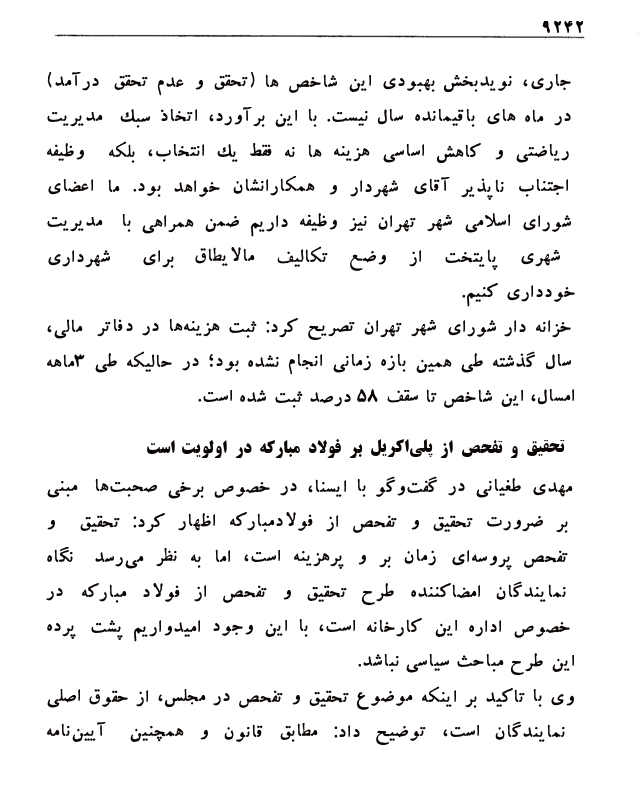 ۹۲۴۲
جاری، نویدبخش بهبودی این شاخص ها (تحقق و عدم تحقق درآمد)
در ماه های باقیمانده سال نیست. با این برآورد، اتخاذ سبك مدیریت
ریاضتی و کاهش اساسی هزینه ها نه فقط یك انتخاب، بلکه وظیفه
اجتناب ناپذیر آقای شهردار و همکارانشان خواهد بود. ما اعضای
شورای اسلامی شهر تهران نیز وظیفه داریم ضمن همراهی با مدیریت
شهری پایتخت از وضع تکالیف مالایطاق برای شهرداری
خودداری کنیم.
خزانه دار شورای شهر تهران تصریح کرد: ثبت هزینه‌ها در دفاتر مالی،
سال گذشته طی همین بازه زمانی انجام نشده بود؛ در حالیکه طی ۳ماهه
امسال، این شاخص تا سقف ۵۸ درصد ثبت شده است.
تحقیق و تفحص از پلی‌اکریل بر فولاد مبارکه در اولویت است
مهدی طغیانی در گفت‌وگو با ایسنا، در خصوص برخی صحبت‌ها مبنی
بر ضرورت تحقیق و تفحص از فولادمبارکه اظهار کرد: تحقیق و
تفحص پروسه‌ای زمان بر و پرهزینه است، اما به نظر می‌رسد نگاه
نمایندگان امضاکننده طرح تحقیق و تفحص از فولاد مبارکه در
خصوص اداره این کارخانه است، با این وجود امیدواریم پشت پرده
این طرح مباحث سیاسی نباشد.
وی با تاکید بر اینکه موضوع تحقیق و تفحص در مجلس، از حقوق اصلی
نمایندگان است، توضیح داد: مطابق قانون و همچنین آیین‌نامه